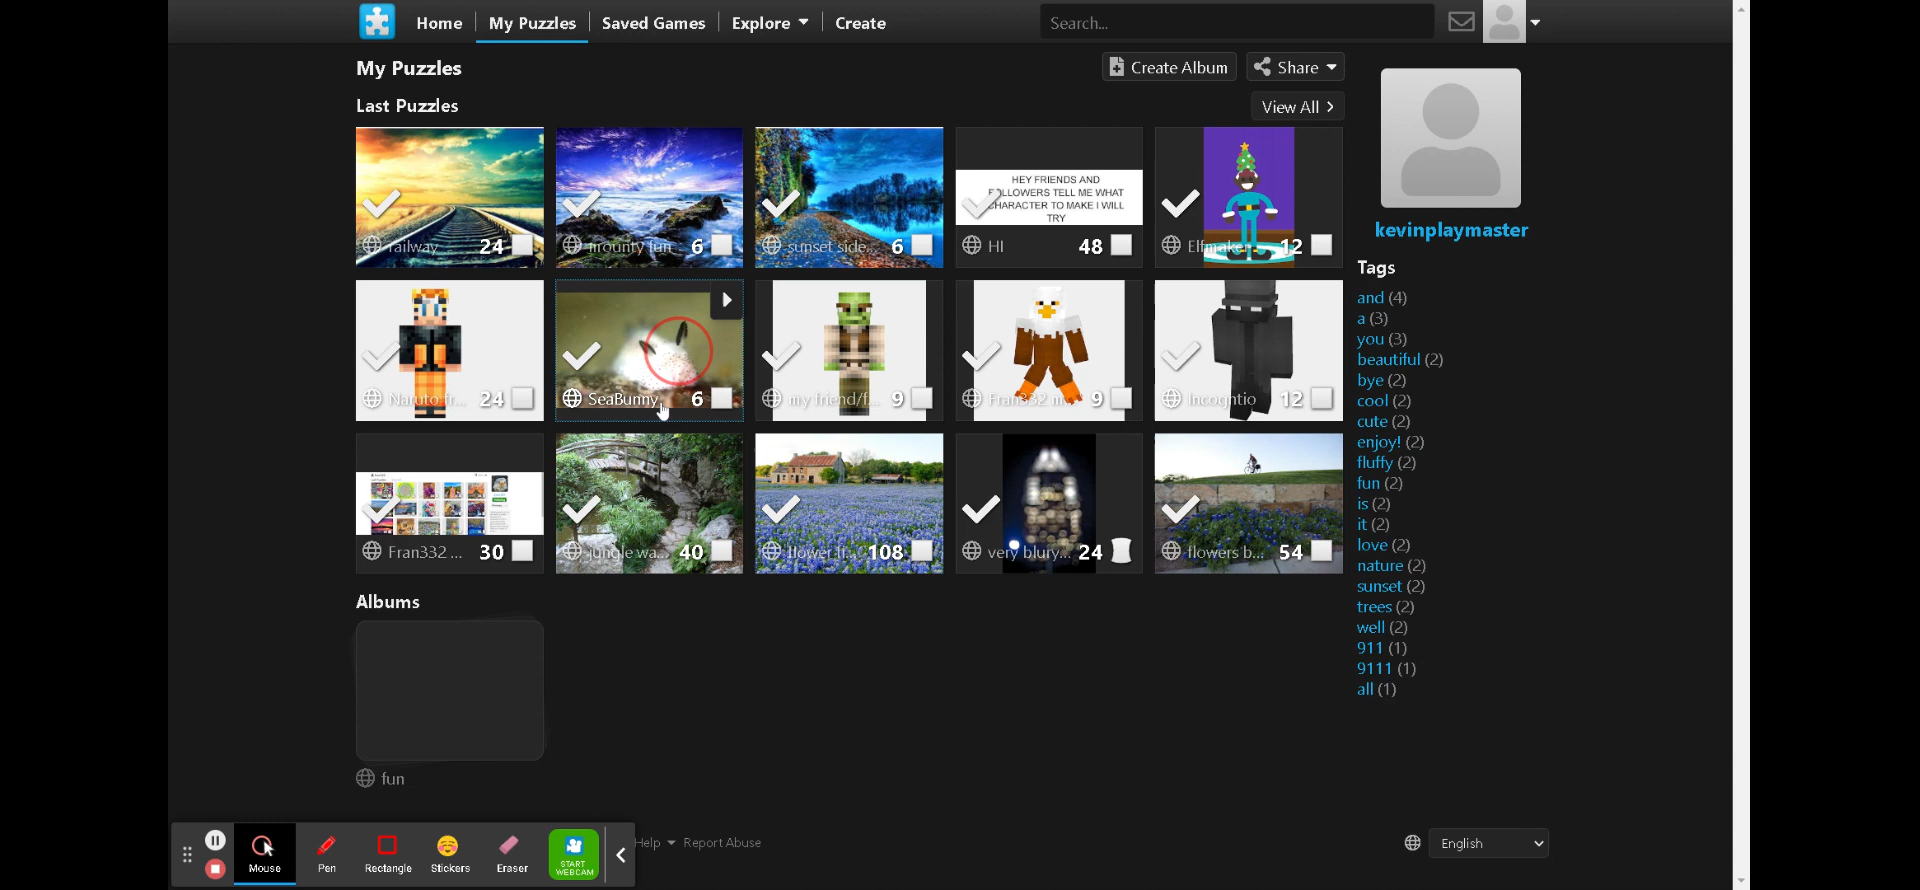 Home
My Puzzles
Saved Games
Explore
Create
Search...
My Puzzles
Create Album
Share
Last Puzzles
View All
railway 24
6
sunset side... 6
HEY FRIENDS AND
FOLLOWERS TELL ME WHAT
CHARACTER TO MAKE I WILL
TRY
HI 48
Elfmaker 12
Naruto fr... 24
SeaBunny 6
my friend/f... 9
Fran332 m... 9
Incogntio 12
Fran332 ... 30
jungle wa... 40
flower fi... 108
very blury... 24
flowers b... 54
kevinplaymaster
Tags
and (4)
a (3)
you (3)
beautiful (2)
bye (2)
cool (2)
cute (2)
enjoy! (2)
fluffy (2)
fun (2)
is (2)
it (2)
love (2)
nature (2)
sunset (2)
trees (2)
well (2)
911 (1)
9111 (1)
all (1)
Albums
fun
Mouse
Pen
Rectangle
Stickers
Eraser
START
WEBCAM
Help
Report Abuse
English